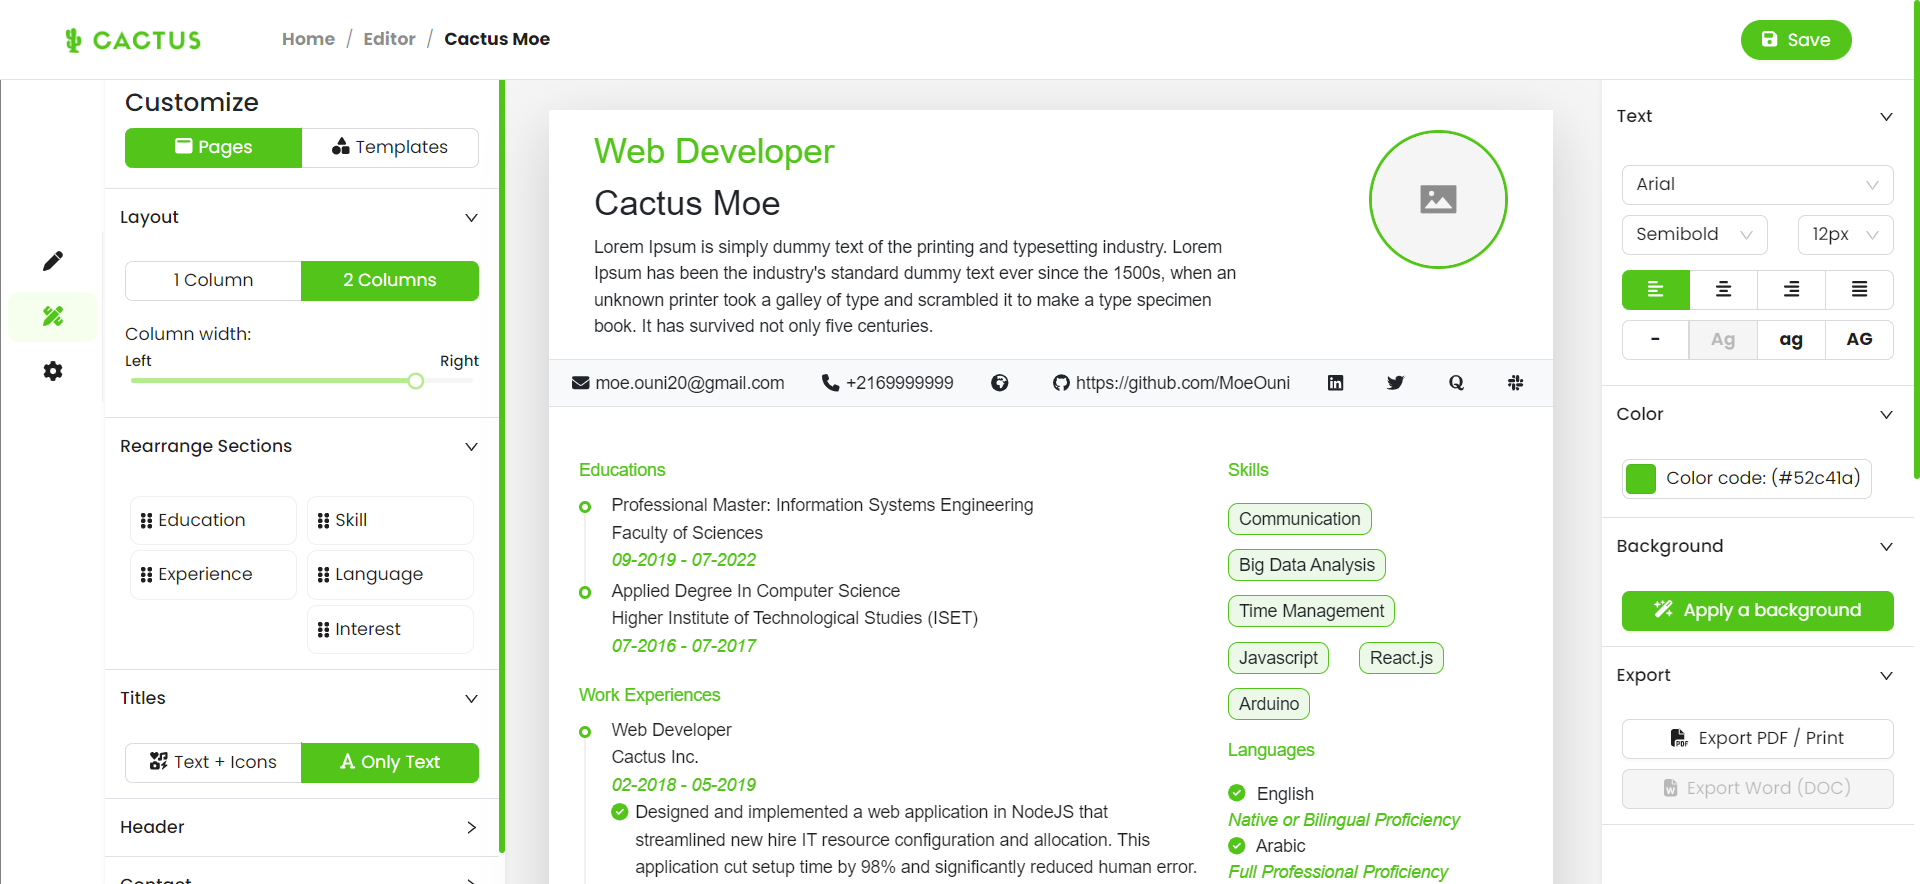 CACTUS
Home / Editor / Cactus Moe
Save
Customize
Pages
Templates
Layout
1 Column
2 Columns
Column width:
Left
Right
Rearrange Sections
Education
Skill
Experience
Language
Interest
Titles
Text + Icons
Only Text
Header
Contact
Web Developer
Cactus Moe
Lorem Ipsum is simply dummy text of the printing and typesetting industry. Lorem
Ipsum has been the industry's standard dummy text ever since the 1500s, when an
unknown printer took a galley of type and scrambled it to make a type specimen
book. It has survived not only five centuries.
moe.ouni20@gmail.com
+2169999999
https://github.com/MoeOuni
Educations
Professional Master: Information Systems Engineering
Faculty of Sciences
09-2019 - 07-2022
Applied Degree In Computer Science
Higher Institute of Technological Studies (ISET)
07-2016 - 07-2017
Work Experiences
Web Developer
Cactus Inc.
02-2018 - 05-2019
Designed and implemented a web application in NodeJS that
streamlined new hire IT resource configuration and allocation. This
application cut setup time by 98% and significantly reduced human error.
Skills
Communication
Big Data Analysis
Time Management
Javascript
React.js
Arduino
Languages
English
Native or Bilingual Proficiency
Arabic
Full Professional Proficiency
Text
Arial
Semibold
12px
-
Ag
ag
AG
Color
Color code: (#52c41a)
Background
Apply a background
Export
Export PDF / Print
Export Word (DOC)